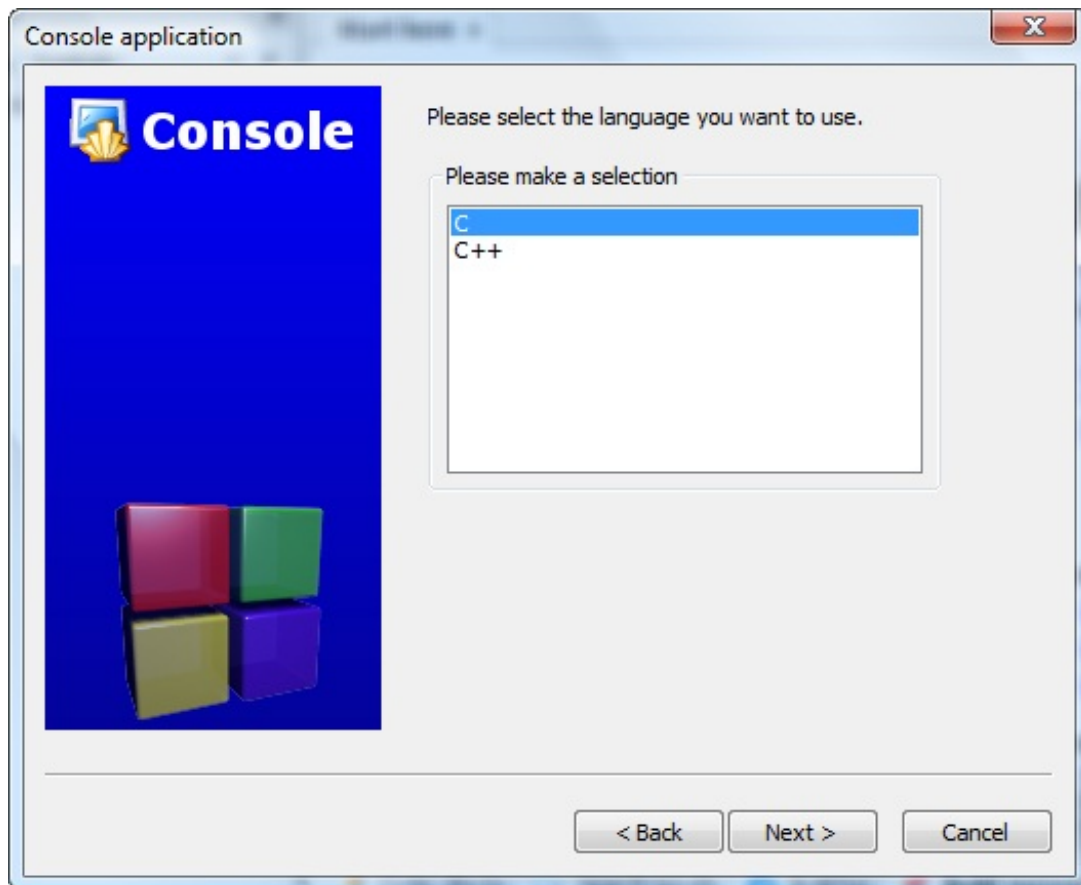 Console application
Console
Please select the language you want to use.
Please make a selection
C
C++
< Back
Next >
Cancel